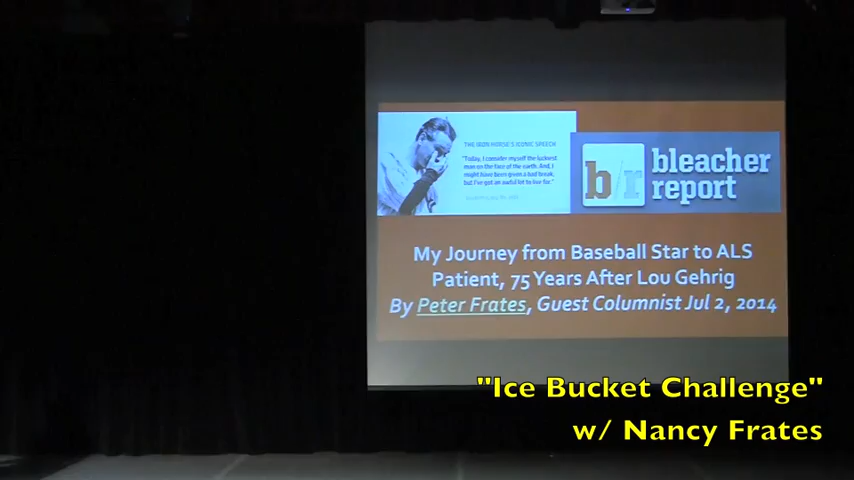 THE IRON HORSE'S ICONIC SPEECH
"Today, I consider myself the luckiest
man on the face of the earth. And, I
might have been given a bad break,
but I've got an awful lot to live for."
b/r bleacher
report
My Journey from Baseball Star to ALS
Patient, 75 Years After Lou Gehrig
By Peter Frates, Guest Columnist Jul 2, 2014
"Ice Bucket Challenge"
w/ Nancy Frates